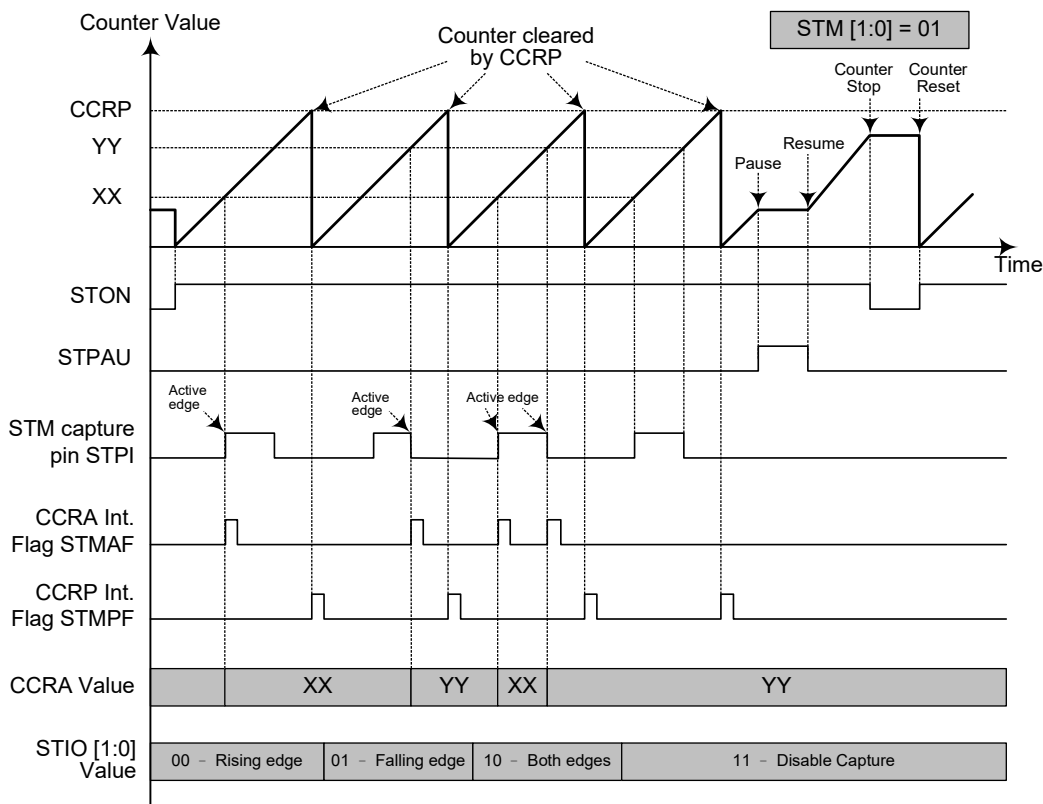 Counter Value
Counter cleared
by CCRP
STM [1:0] = 01
Counter
Stop
Counter
Reset
CCRP
YY
XX
Pause
Resume
Time
STON
STPAU
Active
edge
Active
edge
Active edge
STM capture
pin STPI
CCRA Int.
Flag STMAF
CCRP Int.
Flag STMPF
CCRA Value
XX
YY
XX
YY
STIO [1:0]
Value
00 - Rising edge
01 - Falling edge
10 - Both edges
11 - Disable Capture